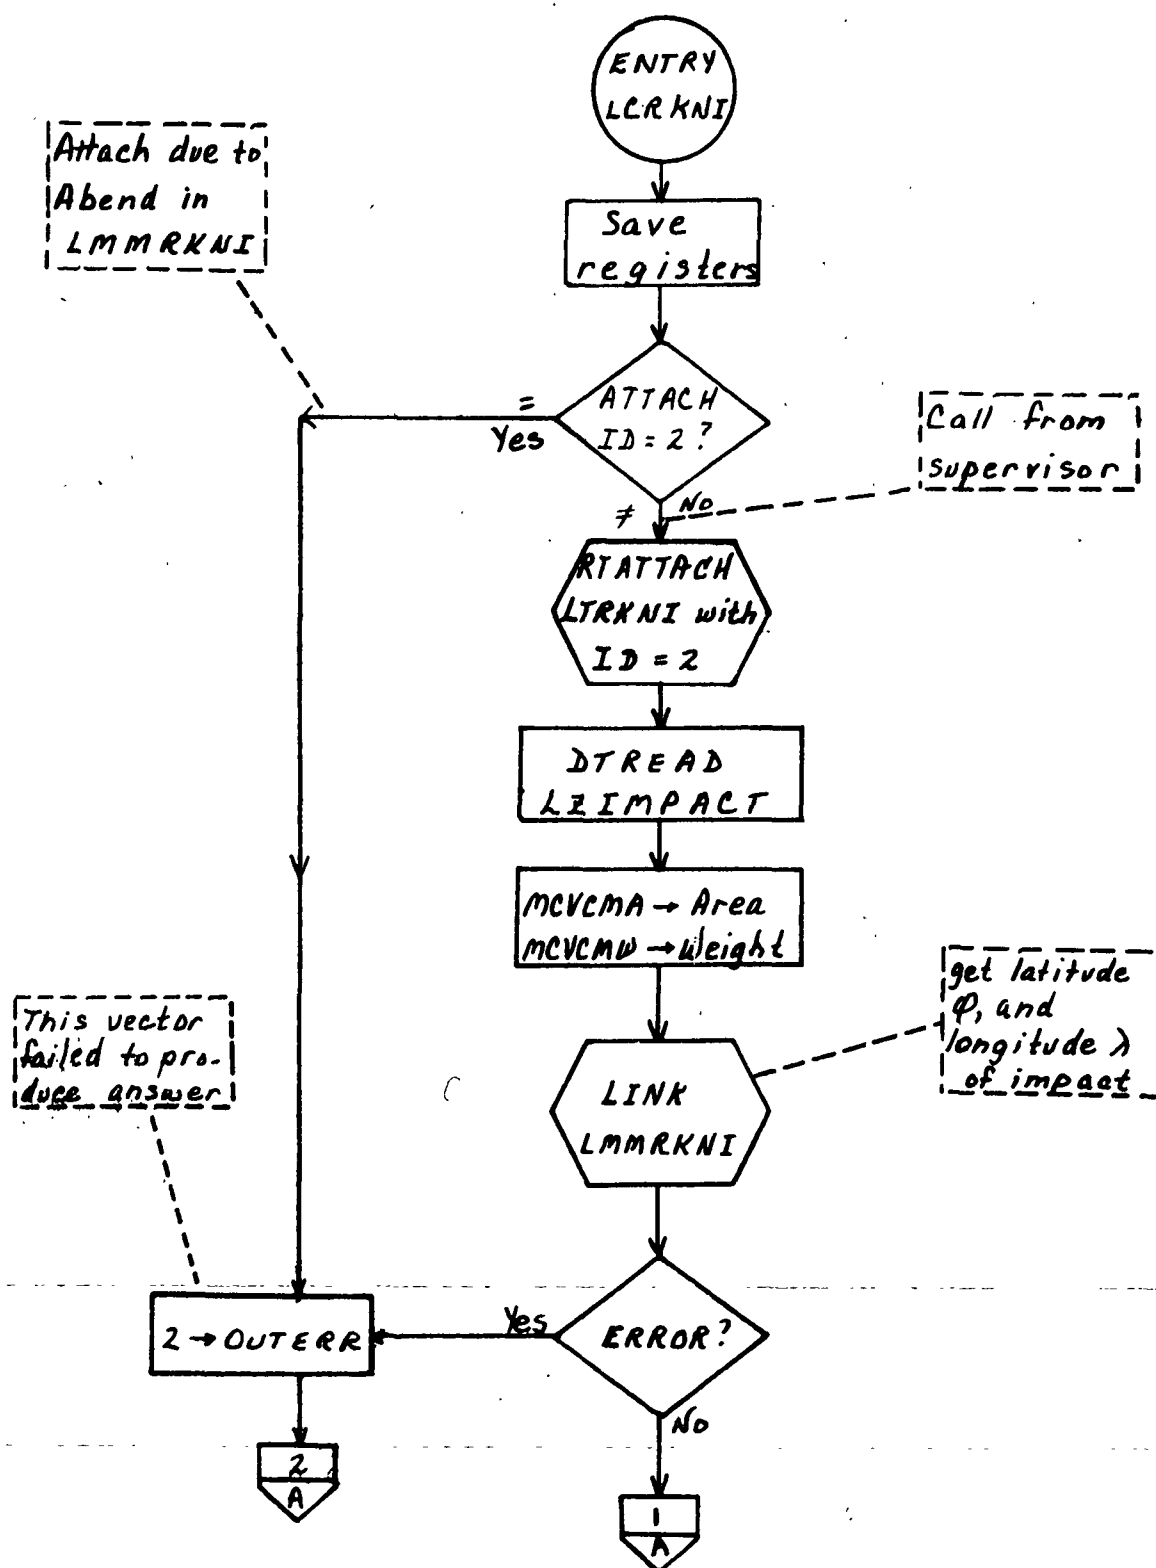 ENTRY
LCRKNI
Attach due to
Abend in
LMMRKNI
Save
registers
ATTACH
ID = 2 ?
=
Yes
Call from
supervisor
≠ No
RTATTACH
LTRKNI with
ID = 2
DTREAD
LZIMPACT
MCVCMA → Area
MCVCMW → Weight
get latitude
φ, and
longitude λ
of impact
This vector
failed to pro-
duce answer
LINK
LMMRKNI
2 → OUTERR
Yes
ERROR?
No
2
A
1
A